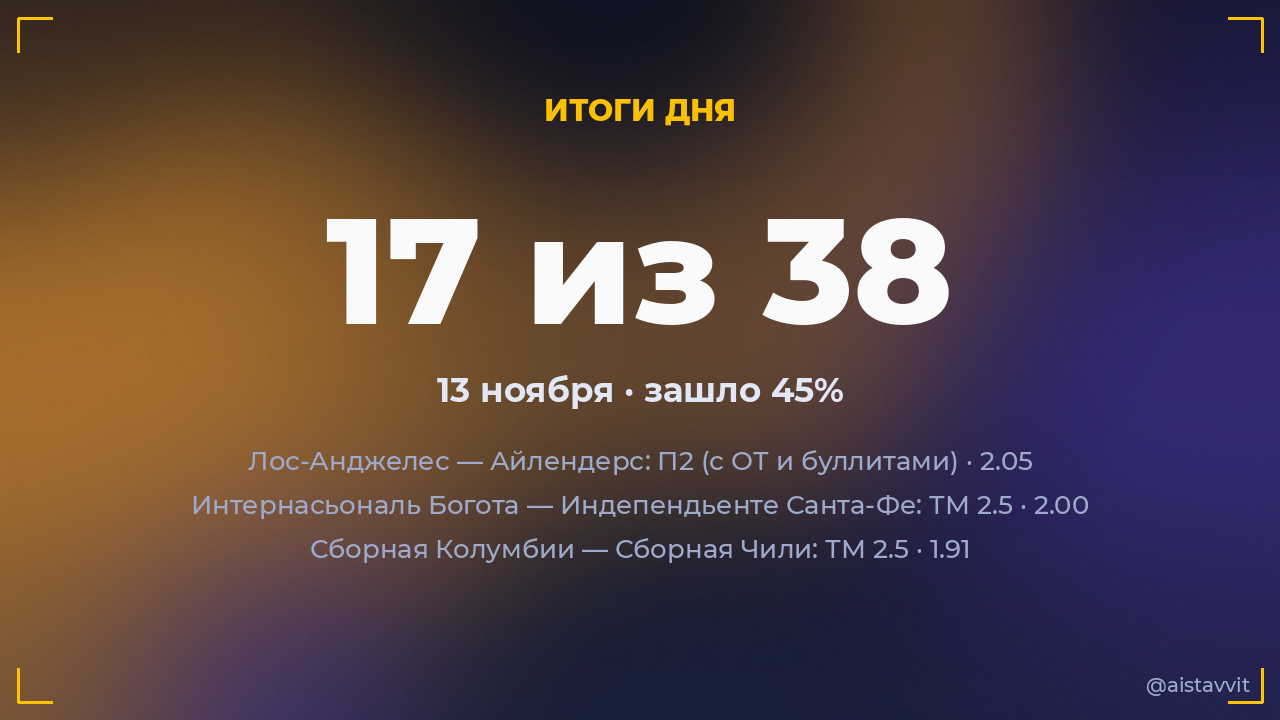 ИТОГИ ДНЯ
17 из 38
13 ноября · зашло 45%
Лос-Анджелес — Айлендерс: П2 (с ОТ и буллитами) · 2.05
Интернасьональ Богота — Индепендьенте Санта-Фе: ТМ 2.5 · 2.00
Сборная Колумбии — Сборная Чили: ТМ 2.5 · 1.91
@aistavvit